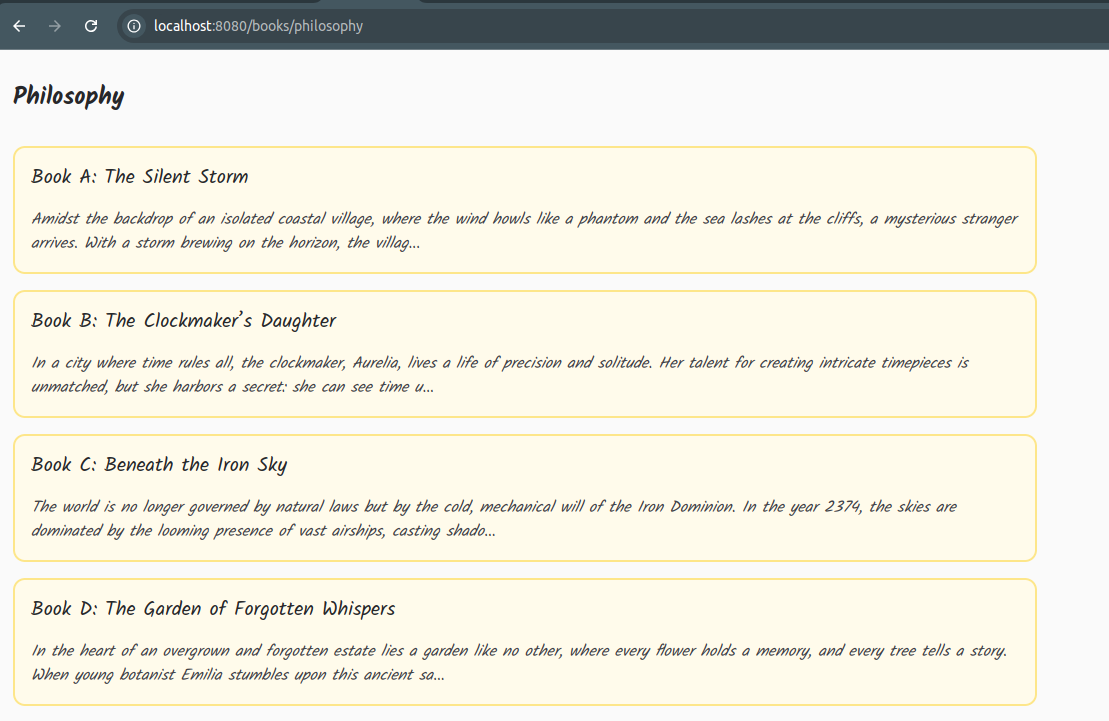 localhost:8080/books/philosophy
Philosophy
Book A: The Silent Storm
Amidst the backdrop of an isolated coastal village, where the wind howls like a phantom and the sea lashes at the cliffs, a mysterious stranger
arrives. With a storm brewing on the horizon, the villag...
Book B: The Clockmaker’s Daughter
In a city where time rules all, the clockmaker, Aurelia, lives a life of precision and solitude. Her talent for creating intricate timepieces is
unmatched, but she harbors a secret: she can see time u...
Book C: Beneath the Iron Sky
The world is no longer governed by natural laws but by the cold, mechanical will of the Iron Dominion. In the year 2374, the skies are
dominated by the looming presence of vast airships, casting shado...
Book D: The Garden of Forgotten Whispers
In the heart of an overgrown and forgotten estate lies a garden like no other, where every flower holds a memory, and every tree tells a story.
When young botanist Emilia stumbles upon this ancient sa...